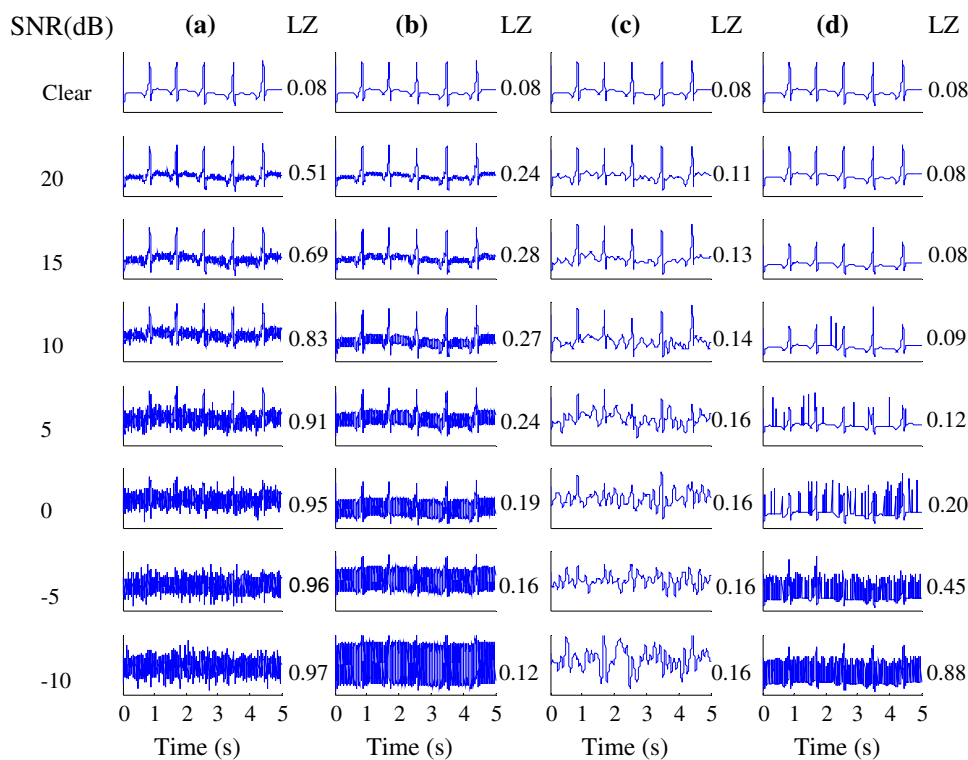 SNR(dB) (a) LZ (b) LZ (c) LZ (d) LZ
Clear 0.08 0.08 0.08 0.08
20 0.51 0.24 0.11 0.08
15 0.69 0.28 0.13 0.08
10 0.83 0.27 0.14 0.09
5 0.91 0.24 0.16 0.12
0 0.95 0.19 0.16 0.20
-5 0.96 0.16 0.16 0.45
-10 0.97 0.12 0.16 0.88
0 1 2 3 4 5 0 1 2 3 4 5 0 1 2 3 4 5 0 1 2 3 4 5
Time (s) Time (s) Time (s) Time (s)